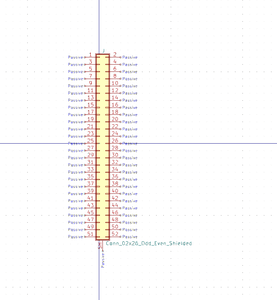 J
Passive 1 2 Passive
Passive 3 4 Passive
Passive 5 6 Passive
Passive 7 8 Passive
Passive 9 10 Passive
Passive 11 12 Passive
Passive 13 14 Passive
Passive 15 16 Passive
Passive 17 18 Passive
Passive 19 20 Passive
Passive 21 22 Passive
Passive 23 24 Passive
Passive 25 26 Passive
Passive 27 28 Passive
Passive 29 30 Passive
Passive 31 32 Passive
Passive 33 34 Passive
Passive 35 36 Passive
Passive 37 38 Passive
Passive 39 40 Passive
Passive 41 42 Passive
Passive 43 44 Passive
Passive 45 46 Passive
Passive 47 48 Passive
Passive 49 50 Passive
Passive 51 52 Passive
Conn_02x26_Odd_Even_Shielded
Passive